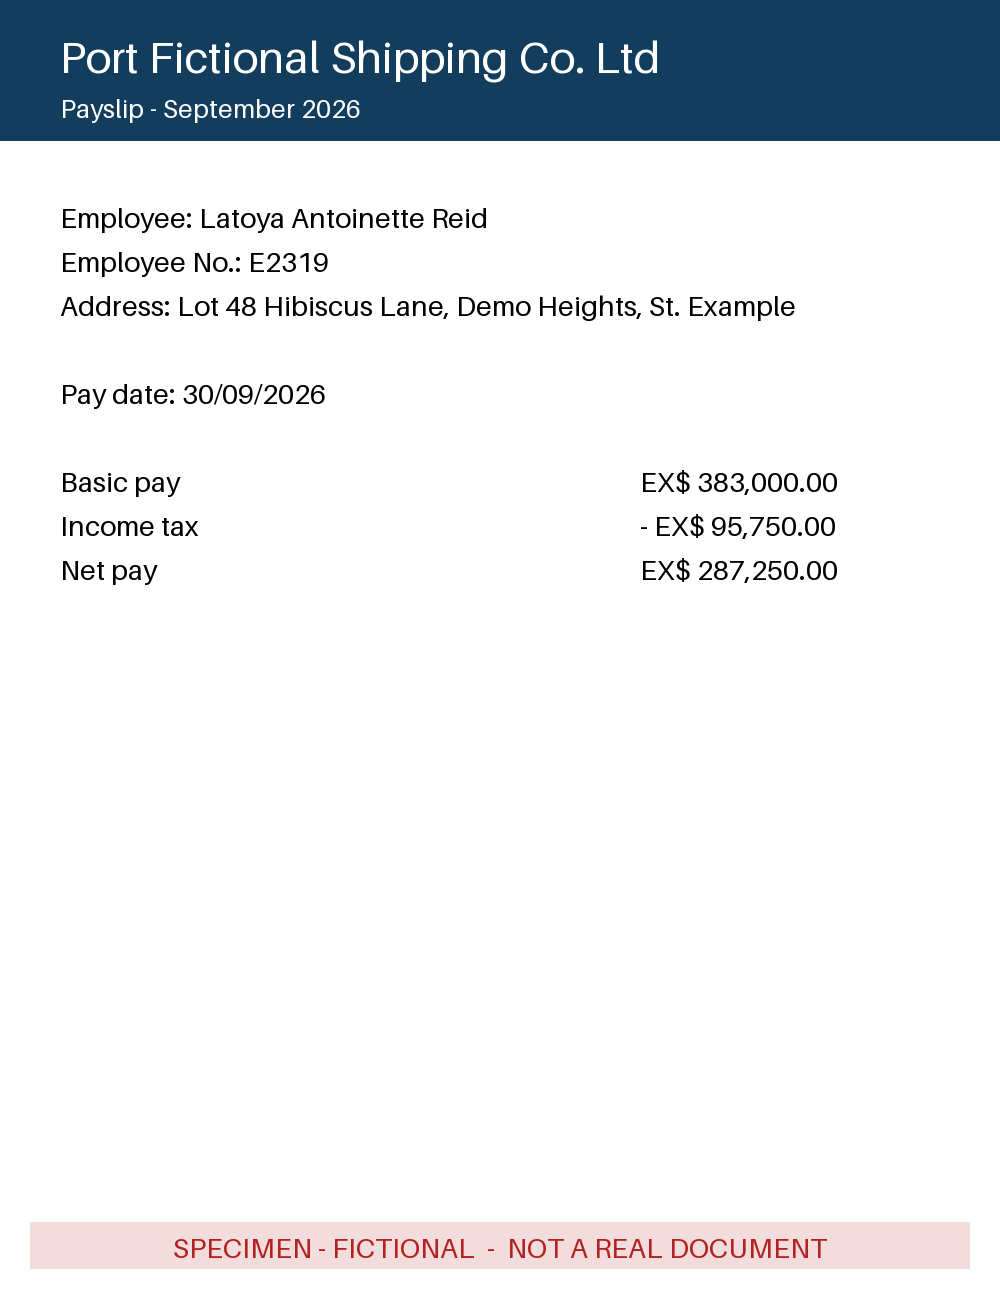 Port Fictional Shipping Co. Ltd
Payslip - September 2026
Employee: Latoya Antoinette Reid
Employee No.: E2319
Address: Lot 48 Hibiscus Lane, Demo Heights, St. Example
Pay date: 30/09/2026
Basic pay EX$ 383,000.00
Income tax - EX$ 95,750.00
Net pay EX$ 287,250.00
SPECIMEN - FICTIONAL - NOT A REAL DOCUMENT